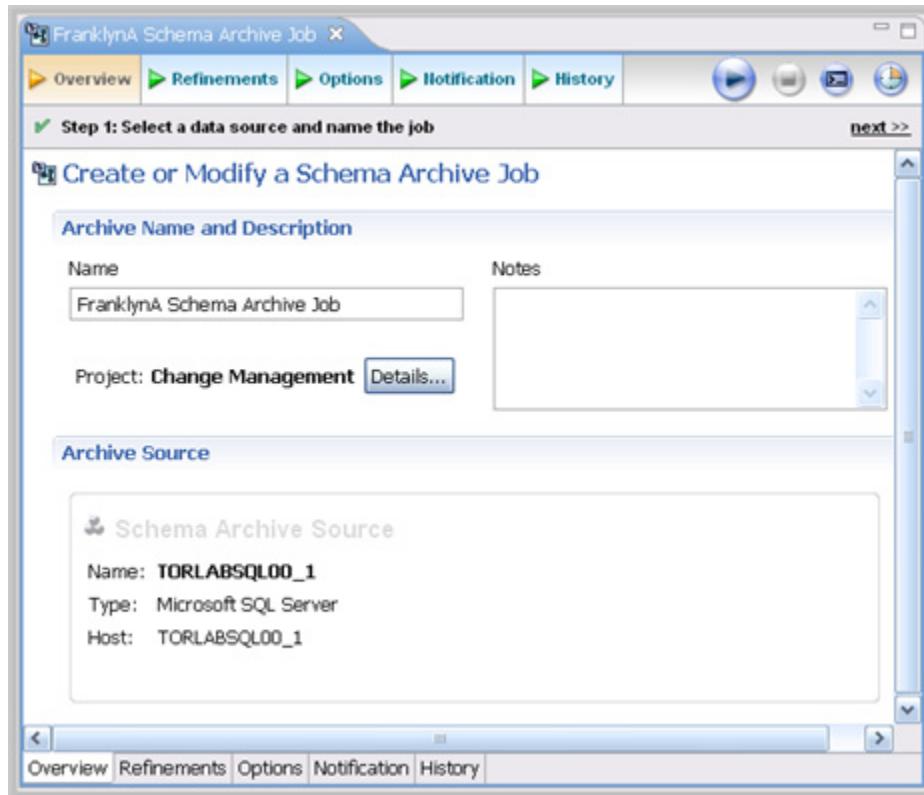 FranklynA Schema Archive Job
Overview Refinements Options Notification History
Step 1: Select a data source and name the job next >>
Create or Modify a Schema Archive Job
Archive Name and Description
Name Notes
FranklynA Schema Archive Job
Project: Change Management Details...
Archive Source
Schema Archive Source
Name: TORLABSQL00_1
Type: Microsoft SQL Server
Host: TORLABSQL00_1
Overview Refinements Options Notification History